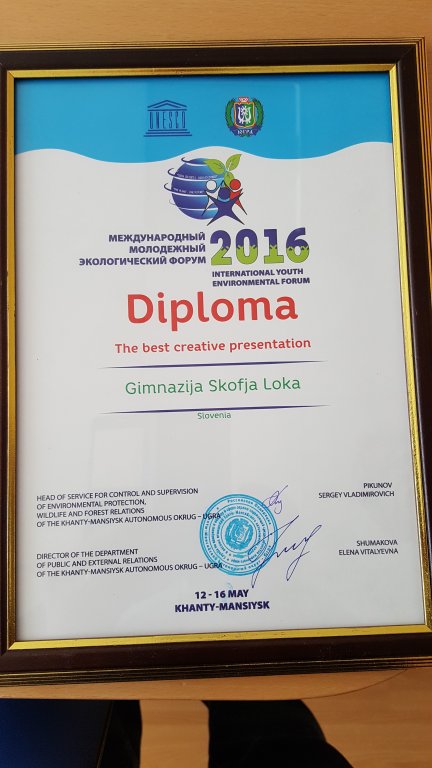 UNESCO
ЮГРА
МЕЖДУНАРОДНЫЙ
МОЛОДЕЖНЫЙ
ЭКОЛОГИЧЕСКИЙ ФОРУМ
2016
INTERNATIONAL YOUTH
ENVIRONMENTAL FORUM
Diploma
The best creative presentation
Gimnazija Skofja Loka
Slovenia
HEAD OF SERVICE FOR CONTROL AND SUPERVISION
OF ENVIRONMENTAL PROTECTION,
WILDLIFE AND FOREST RELATIONS
OF THE KHANTY-MANSIYSK AUTONOMOUS OKRUG – UGRA
PIKUNOV
SERGEY VLADIMIROVICH
DIRECTOR OF THE DEPARTMENT
OF PUBLIC AND EXTERNAL RELATIONS
OF THE KHANTY-MANSIYSK AUTONOMOUS OKRUG – UGRA
SHUMAKOVA
ELENA VITALYEVNA
12 - 16 MAY
KHANTY-MANSIYSK